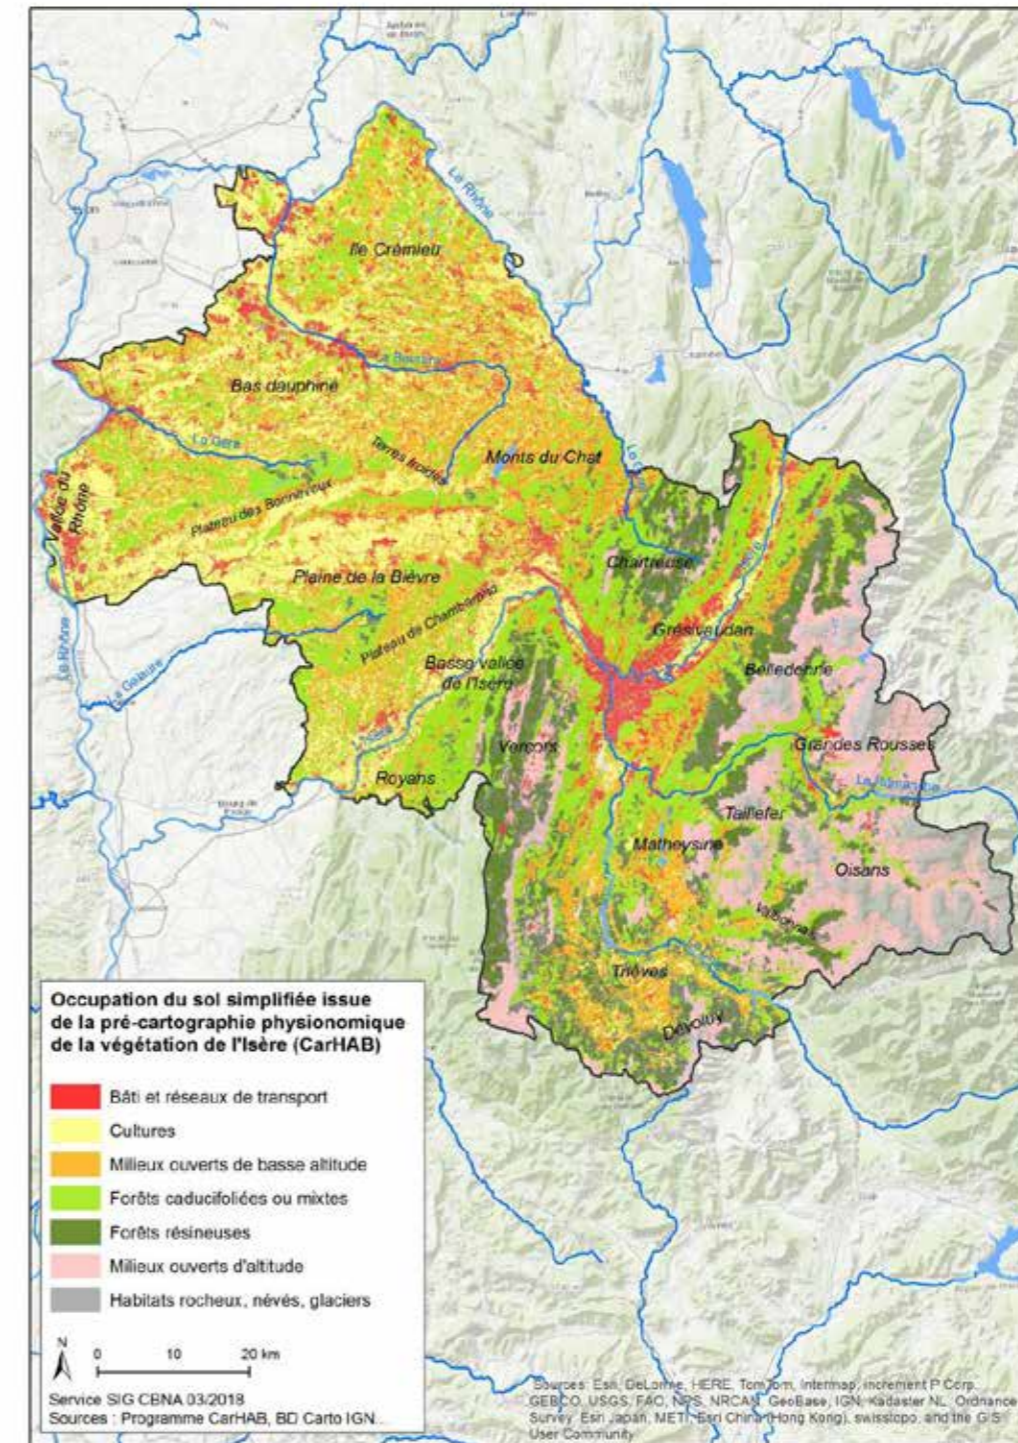 Le Rhône
Ile Crémieu
La Bourbre
Bas dauphiné
La Gère
Terres froides
Monts du Chat
Vallée du
Rhône
Plateau des Bonnevaux
Chartreuse
Plaine de la Bièvre
Plateau de Chambaran
Grésivaudan
Basse vallée
de l'Isère
Belledonne
Le Rhône
La Galaure
L'Isère
Vercors
Grandes Rousses
La Romanche
Royans
Taillefer
Matheysine
Oisans
Valbonnais
Trièves
Dévoluy
Occupation du sol simplifiée issue
de la pré-cartographie physionomique
de la végétation de l'Isère (CarHAB)
Bâti et réseaux de transport
Cultures
Milieux ouverts de basse altitude
Forêts caducifoliées ou mixtes
Forêts résineuses
Milieux ouverts d'altitude
Habitats rocheux, névés, glaciers
N
0 10 20 km
Service SIG CBNA 03/2018
Sources : Programme CarHAB, BD Carto IGN
Sources: Esri, DeLorme, HERE, TomTom, Intermap, increment P Corp.,
GEBCO, USGS, FAO, NPS, NRCAN, GeoBase, IGN, Kadaster NL, Ordnance
Survey, Esri Japan, METI, Esri China (Hong Kong), swisstopo, and the GIS
User Community